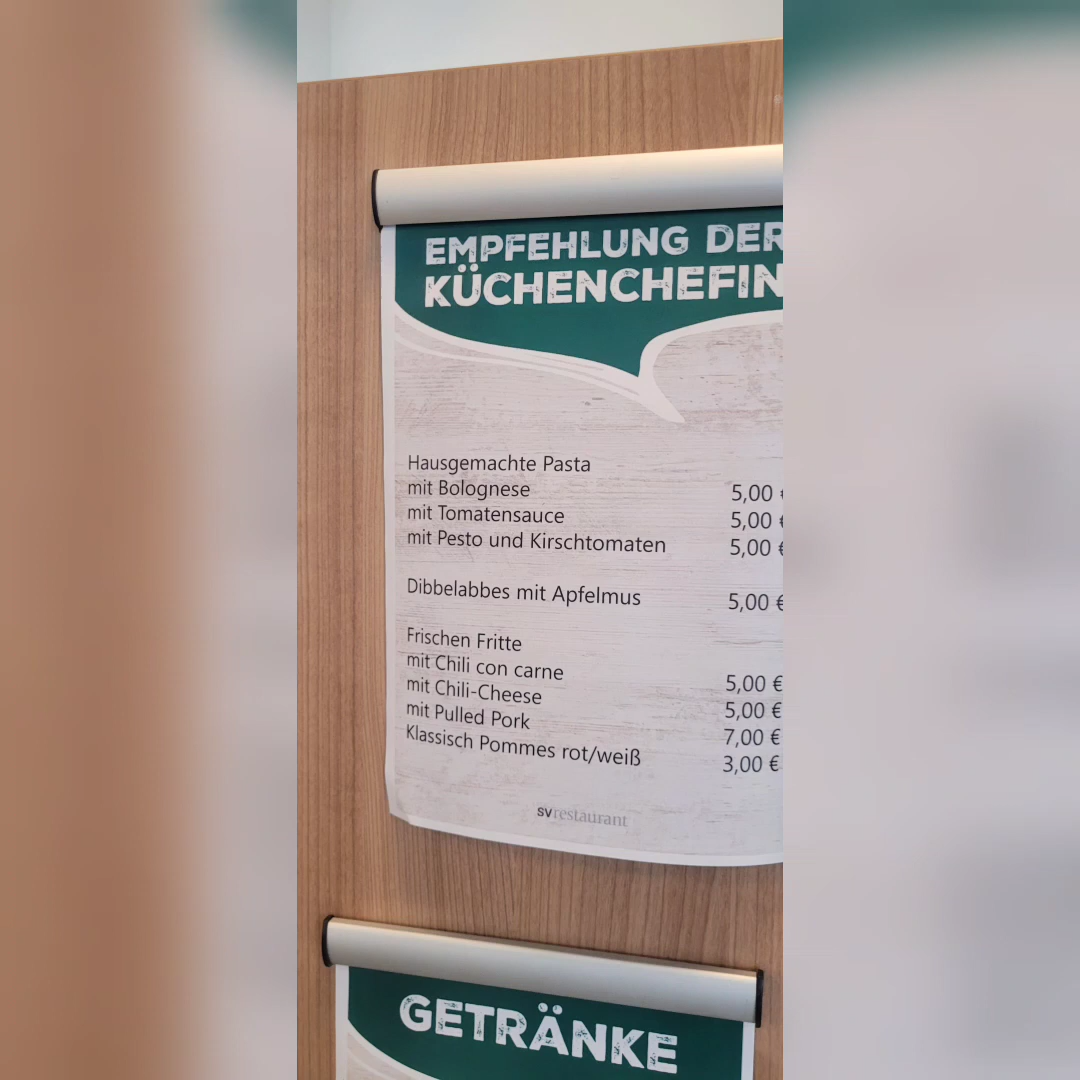 EMPFEHLUNG DER
KÜCHENCHEFIN
Hausgemachte Pasta
mit Bolognese 5,00 €
mit Tomatensauce 5,00 €
mit Pesto und Kirschtomaten 5,00 €
Dibbelabbes mit Apfelmus 5,00 €
Frischen Fritte
mit Chili con carne 5,00 €
mit Chili-Cheese 5,00 €
mit Pulled Pork 7,00 €
Klassisch Pommes rot/weiß 3,00 €
svrestaurant
GETRÄNKE